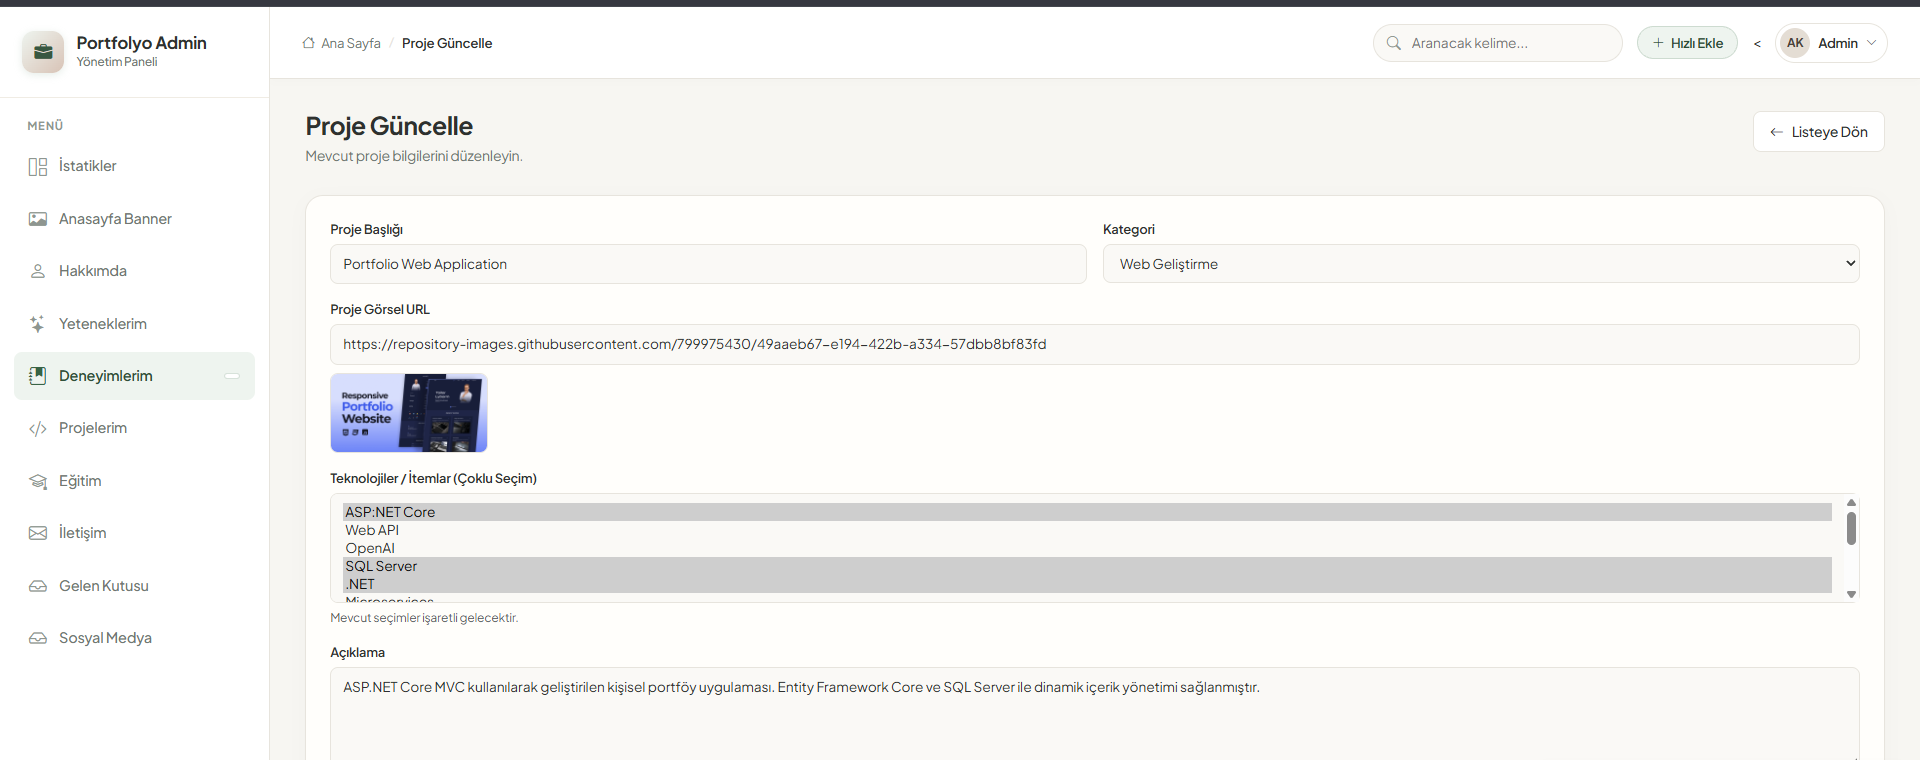 Portfolyo Admin
Yönetim Paneli
Ana Sayfa / Proje Güncelle
Aranacak kelime...
+ Hızlı Ekle
<
AK
Admin
MENÜ
İstatikler
Anasayfa Banner
Hakkımda
Yeteneklerim
Deneyimlerim
Projelerim
Eğitim
İletişim
Gelen Kutusu
Sosyal Medya
Proje Güncelle
Mevcut proje bilgilerini düzenleyin.
← Listeye Dön
Proje Başlığı
Portfolio Web Application
Kategori
Web Geliştirme
Proje Görsel URL
https://repository-images.githubusercontent.com/799975430/49aaeb67-e194-422b-a334-57dbb8bf83fd
Responsive
Portfolio
Website
Teknolojiler / İtemlar (Çoklu Seçim)
ASP:NET Core
Web API
OpenAI
SQL Server
.NET
Microservices
Mevcut seçimler işaretli gelecektir.
Açıklama
ASP.NET Core MVC kullanılarak geliştirilen kişisel portföy uygulaması. Entity Framework Core ve SQL Server ile dinamik içerik yönetimi sağlanmıştır.